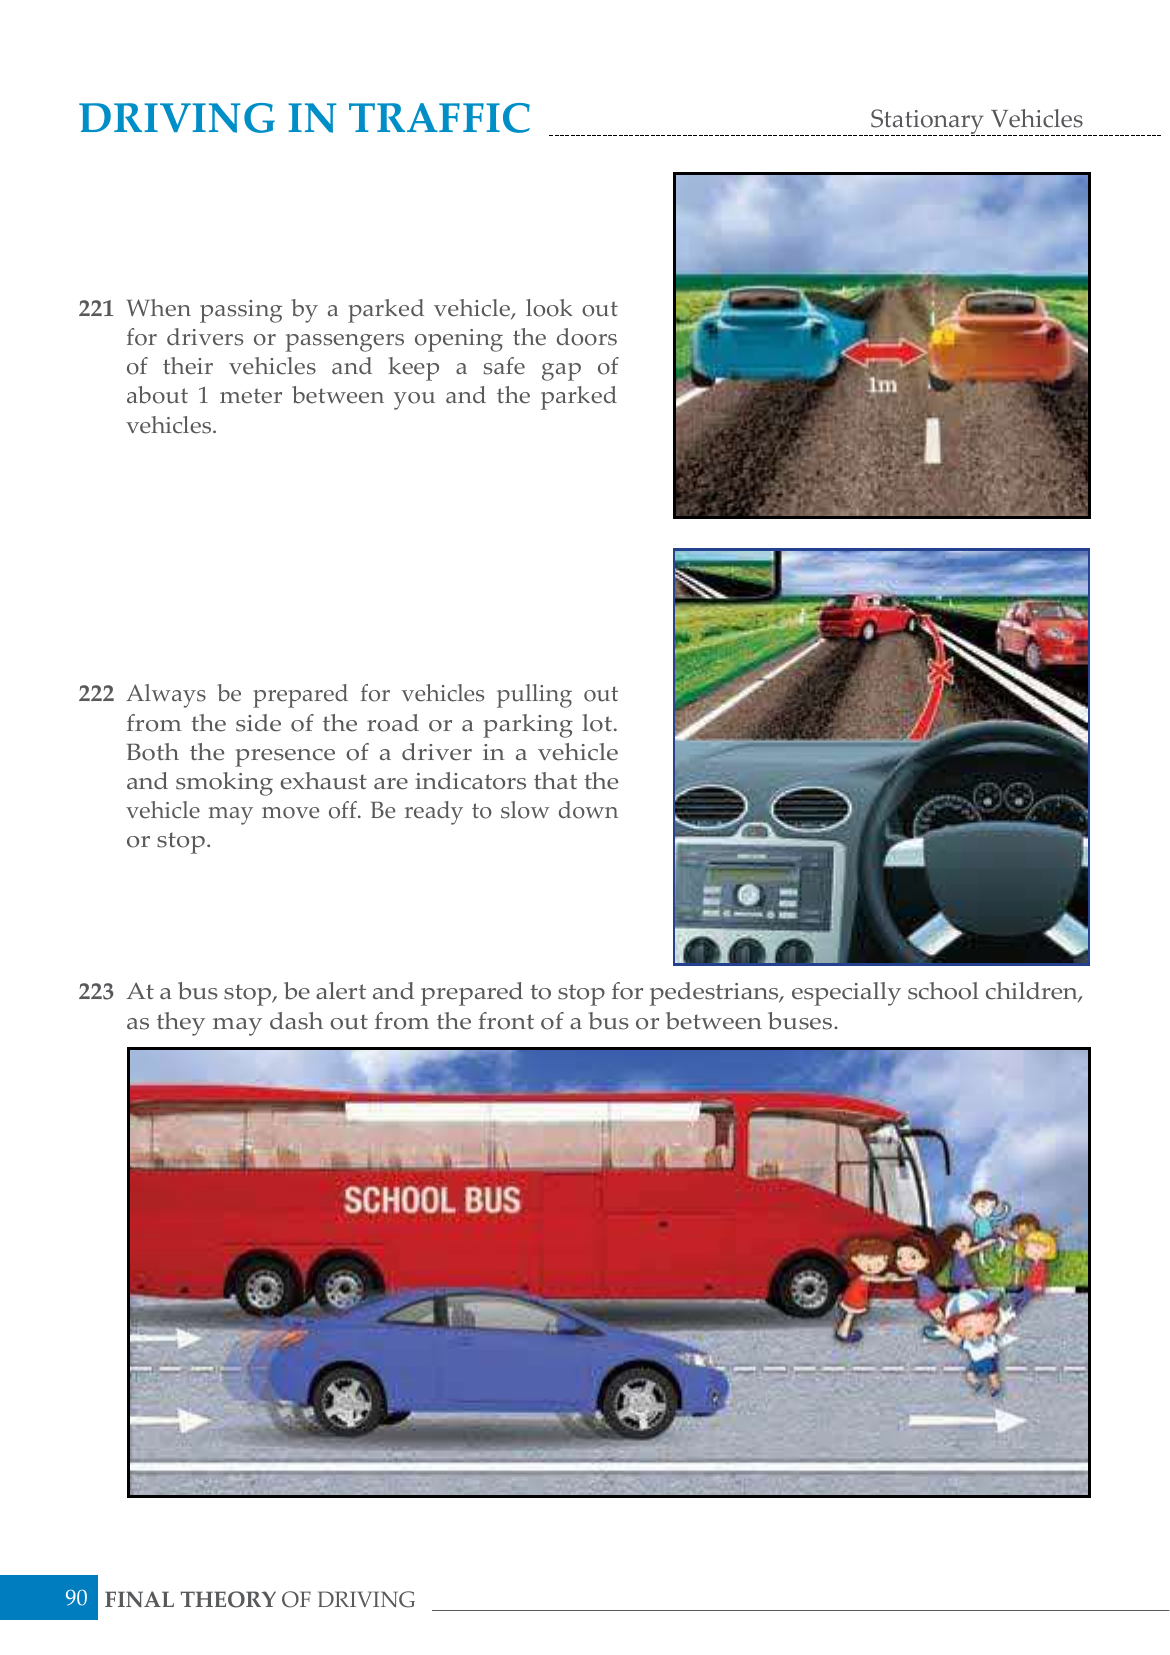 DRIVING IN TRAFFIC
Stationary Vehicles
221 When passing by a parked vehicle, look out
for drivers or passengers opening the doors
of their vehicles and keep a safe gap of
about 1 meter between you and the parked
vehicles.
1m
222 Always be prepared for vehicles pulling out
from the side of the road or a parking lot.
Both the presence of a driver in a vehicle
and smoking exhaust are indicators that the
vehicle may move off. Be ready to slow down
or stop.
223 At a bus stop, be alert and prepared to stop for pedestrians, especially school children,
as they may dash out from the front of a bus or between buses.
SCHOOL BUS
90 FINAL THEORY OF DRIVING